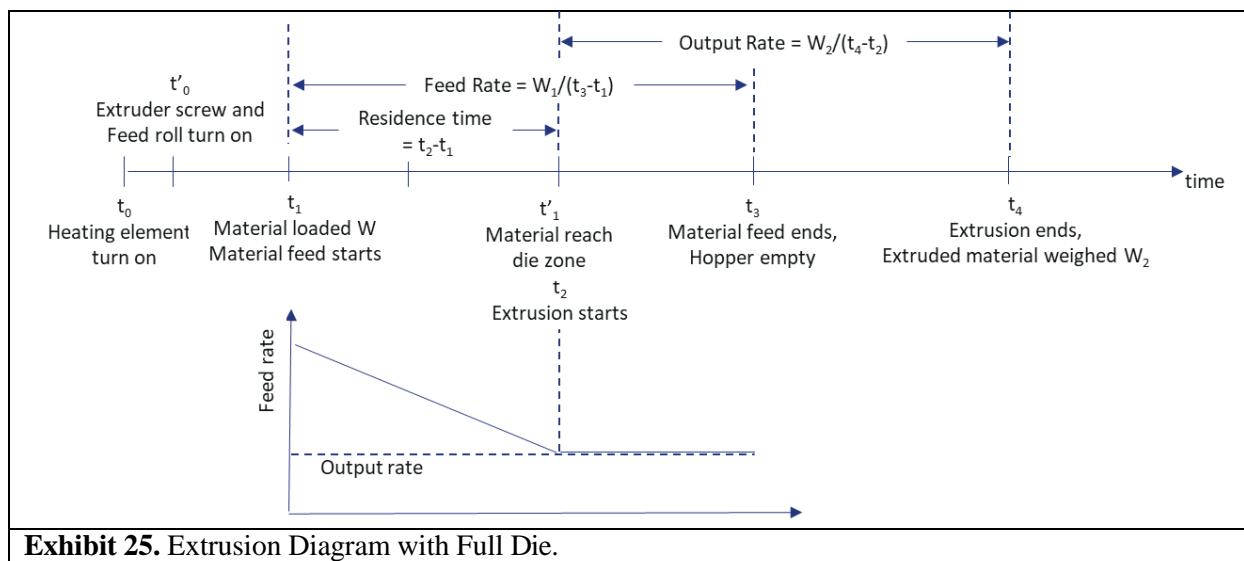 Output Rate = W₂/(t₄-t₂)
Feed Rate = W₁/(t₃-t₁)
t'₀
Extruder screw and
Feed roll turn on
Residence time
= t₂-t₁
time
t₀
Heating element
turn on
t₁
Material loaded W
Material feed starts
t'₁
Material reach
die zone
t₂
Extrusion starts
t₃
Material feed ends,
Hopper empty
t₄
Extrusion ends,
Extruded material weighed W₂
Feed rate
Output rate
Exhibit 25. Extrusion Diagram with Full Die.